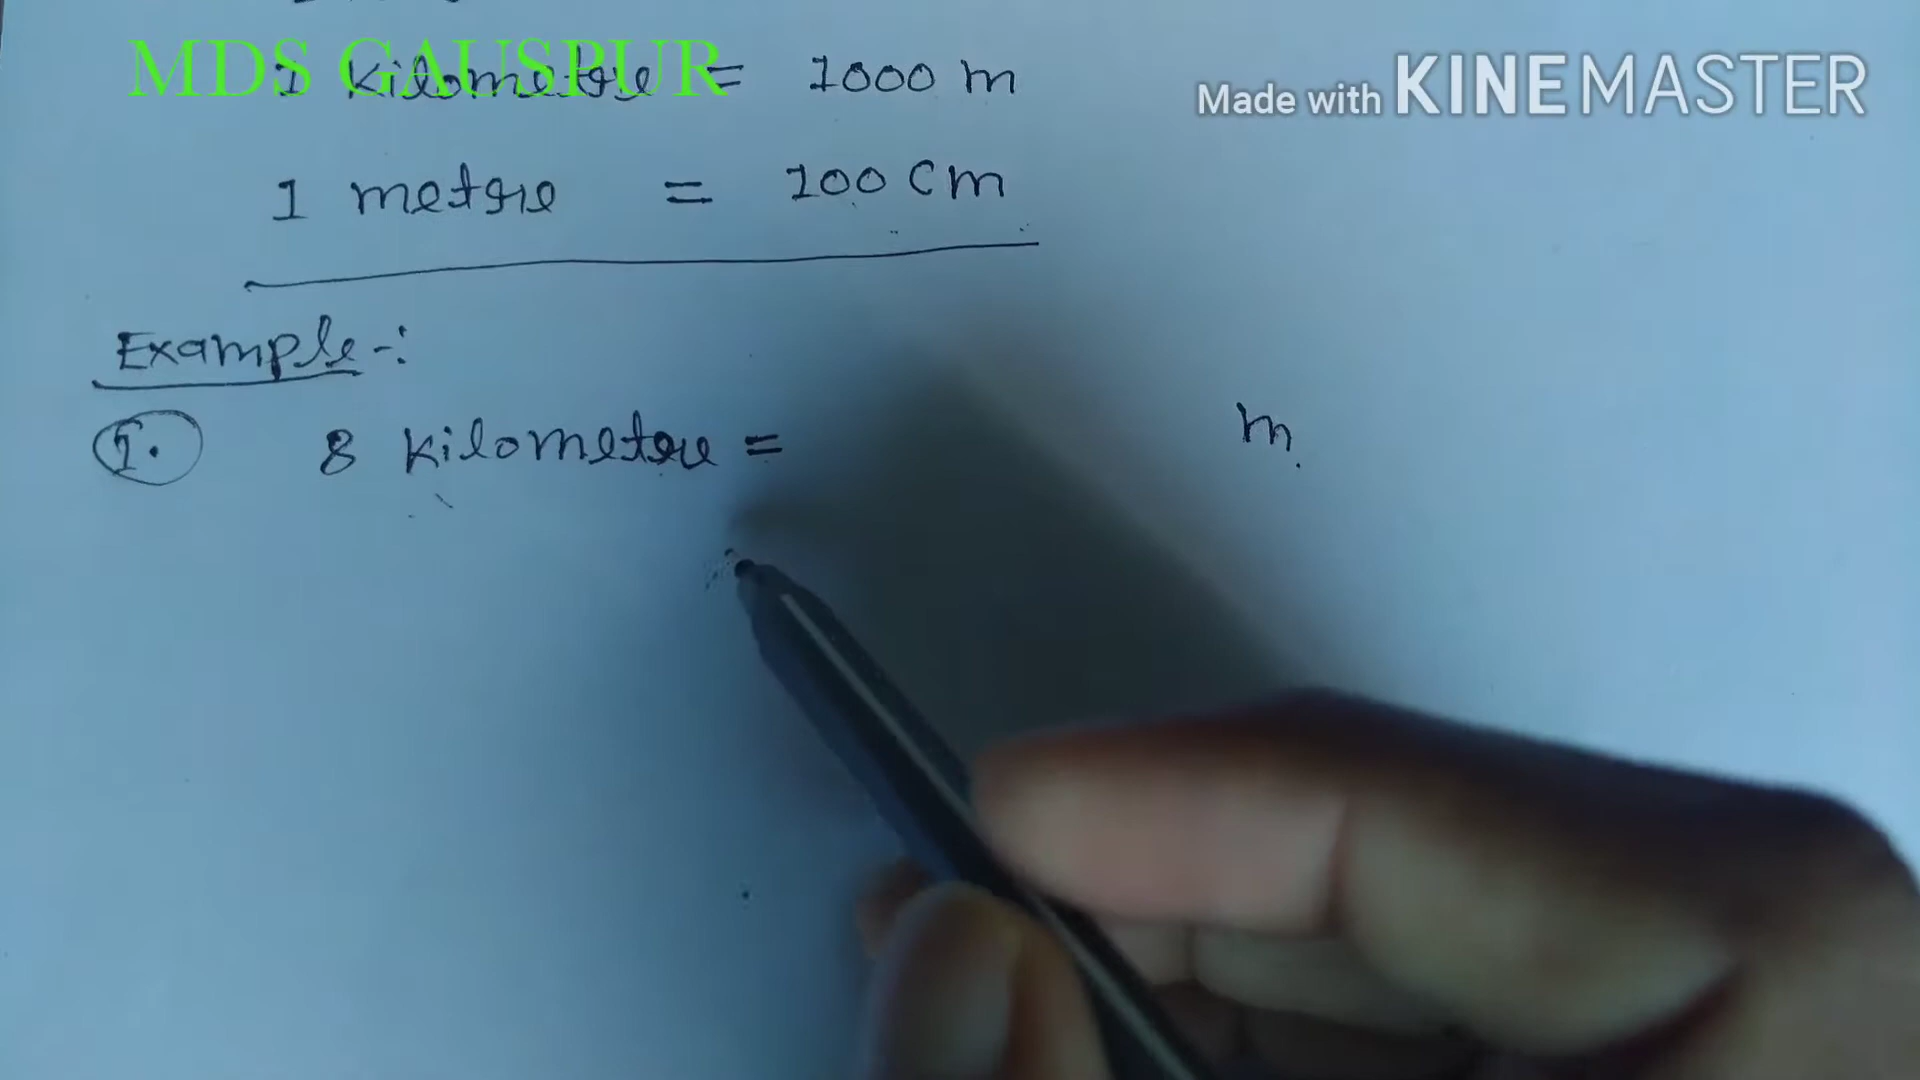 MDS GAUSPUR
1 kilometre = 1000 m
Made with KINEMASTER
1 metre = 100 cm
Example -:
1. 8 kilometre = m